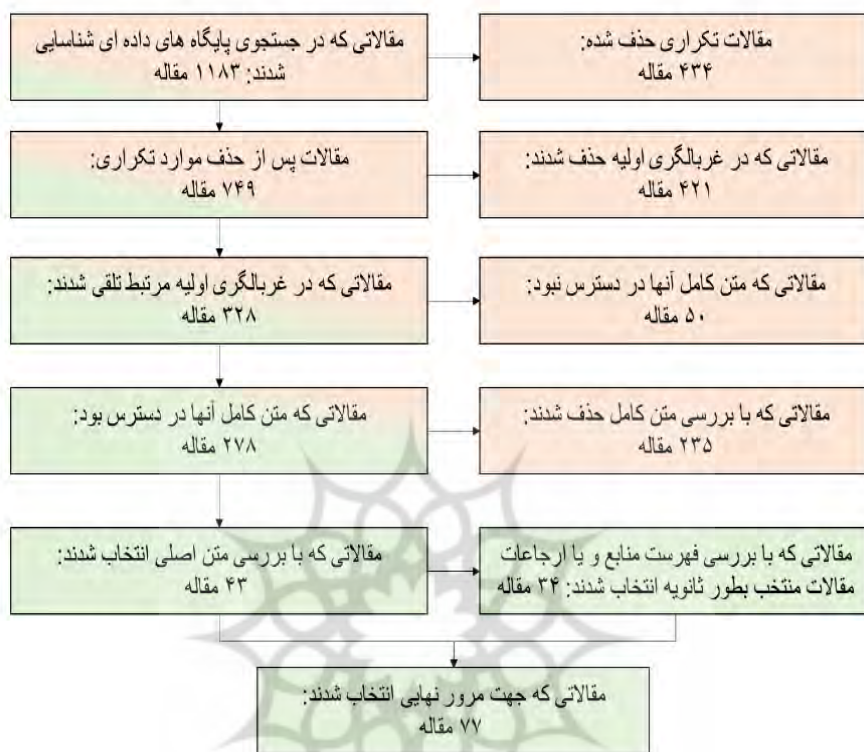 مقالاتی که در جستجوی پایگاه های داده ای شناسایی
شدند: ۱۱۸۳ مقاله
مقالات تکراری حذف شده:
۴۳۴ مقاله
مقالات پس از حذف موارد تکراری:
۷۴۹ مقاله
مقالاتی که در غربالگری اولیه حذف شدند:
۴۲۱ مقاله
مقالاتی که در غربالگری اولیه مرتبط تلقی شدند:
۳۲۸ مقاله
مقالاتی که متن کامل آنها در دسترس نبود:
۵۰ مقاله
مقالاتی که متن کامل آنها در دسترس بود:
۲۷۸ مقاله
مقالاتی که با بررسی متن کامل حذف شدند:
۲۳۵ مقاله
مقالاتی که با بررسی متن اصلی انتخاب شدند:
۴۳ مقاله
مقالاتی که با بررسی فهرست منابع و یا ارجاعات
مقالات منتخب بطور ثانویه انتخاب شدند: ۳۴ مقاله
مقالاتی که جهت مرور نهایی انتخاب شدند:
۷۷ مقاله